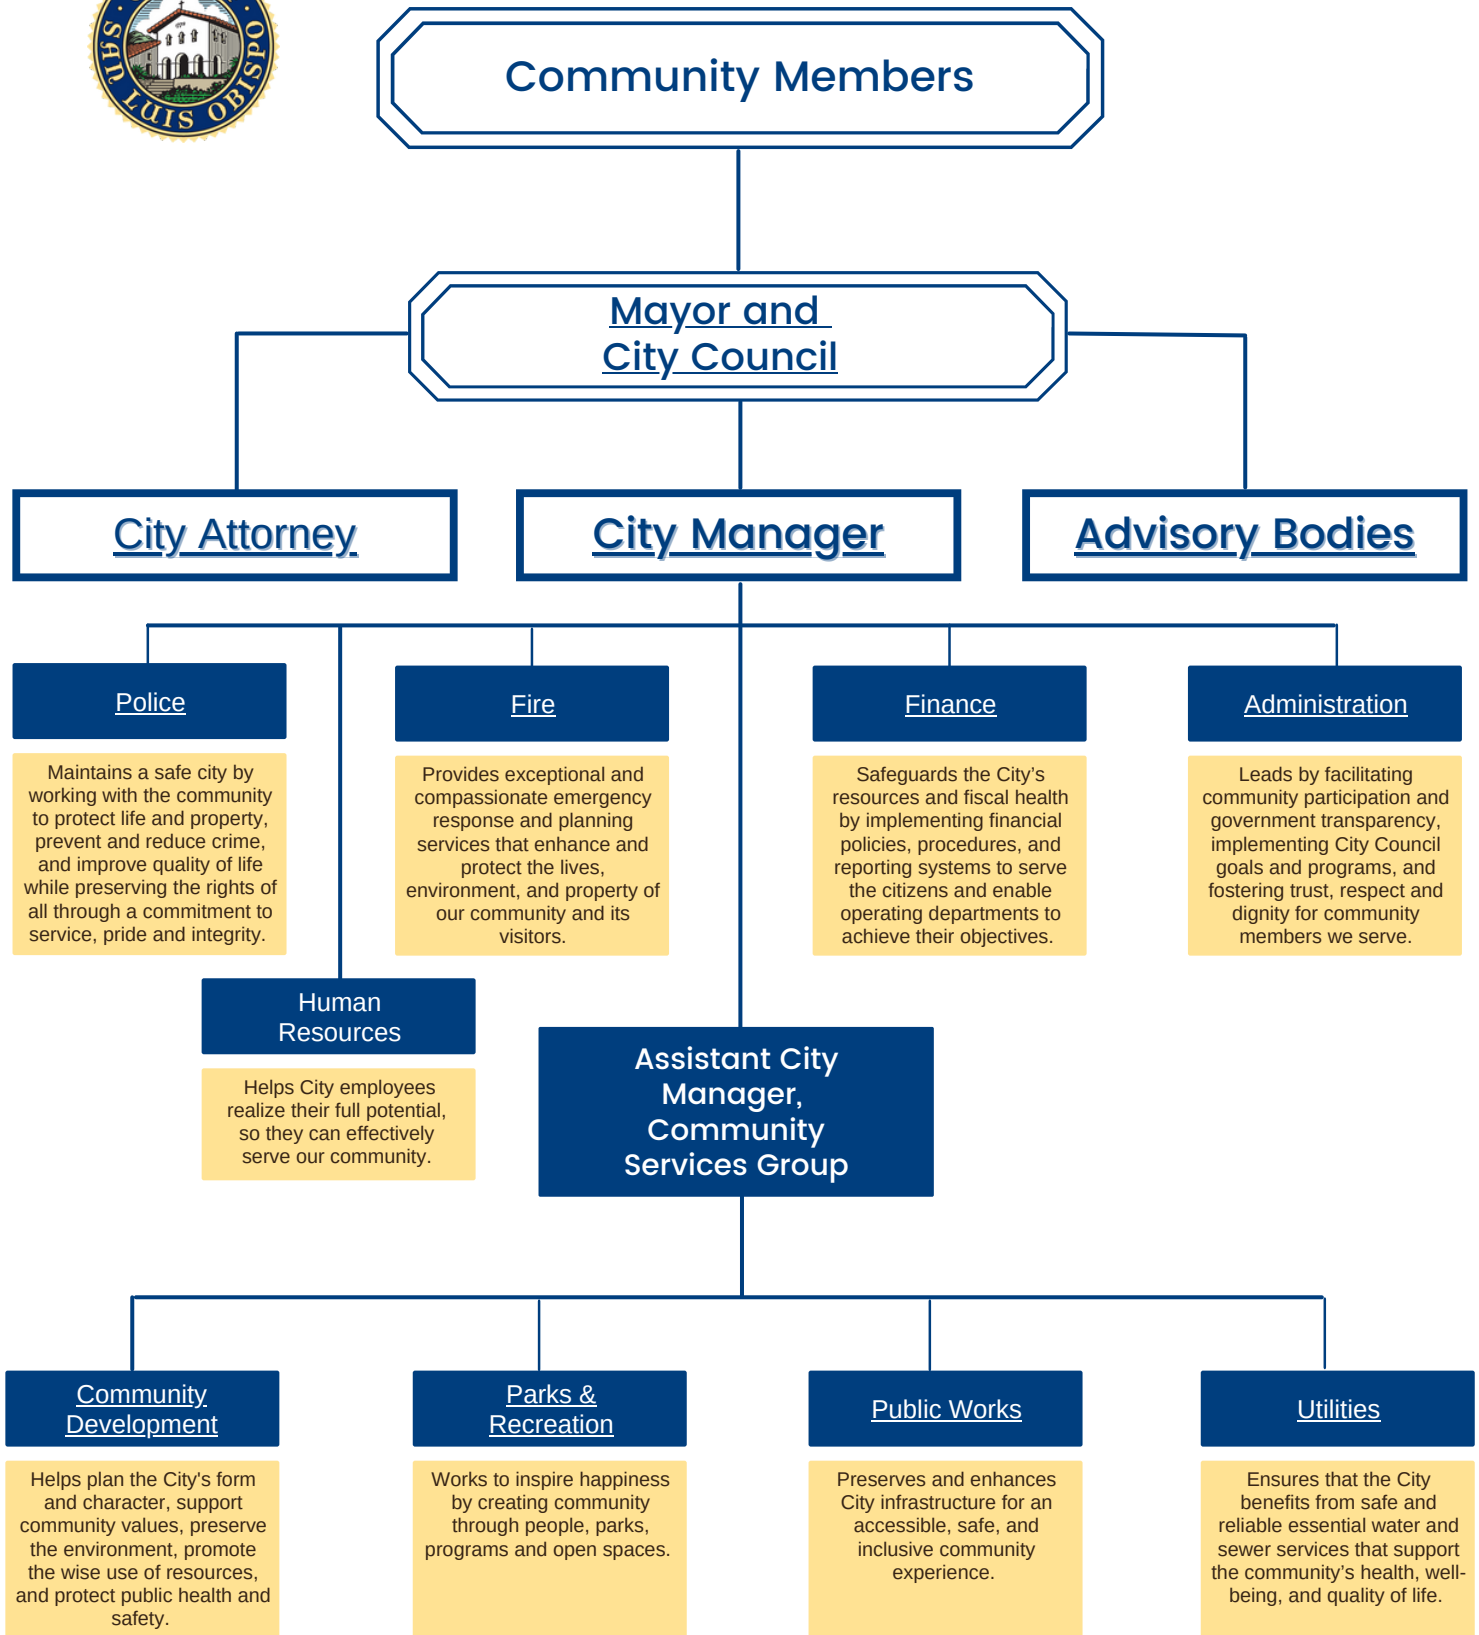 SAN LUIS OBISPO
Community Members
Mayor and
City Council
City Attorney
City Manager
Advisory Bodies
Police
Fire
Finance
Administration
Maintains a safe city by
working with the community
to protect life and property,
prevent and reduce crime,
and improve quality of life
while preserving the rights of
all through a commitment to
service, pride and integrity.
Provides exceptional and
compassionate emergency
response and planning
services that enhance and
protect the lives,
environment, and property of
our community and its
visitors.
Safeguards the City’s
resources and fiscal health
by implementing financial
policies, procedures, and
reporting systems to serve
the citizens and enable
operating departments to
achieve their objectives.
Leads by facilitating
community participation and
government transparency,
implementing City Council
goals and programs, and
fostering trust, respect and
dignity for community
members we serve.
Human
Resources
Helps City employees
realize their full potential,
so they can effectively
serve our community.
Assistant City
Manager,
Community
Services Group
Community
Development
Parks &
Recreation
Public Works
Utilities
Helps plan the City's form
and character, support
community values, preserve
the environment, promote
the wise use of resources,
and protect public health and
safety.
Works to inspire happiness
by creating community
through people, parks,
programs and open spaces.
Preserves and enhances
City infrastructure for an
accessible, safe, and
inclusive community
experience.
Ensures that the City
benefits from safe and
reliable essential water and
sewer services that support
the community’s health, well-
being, and quality of life.